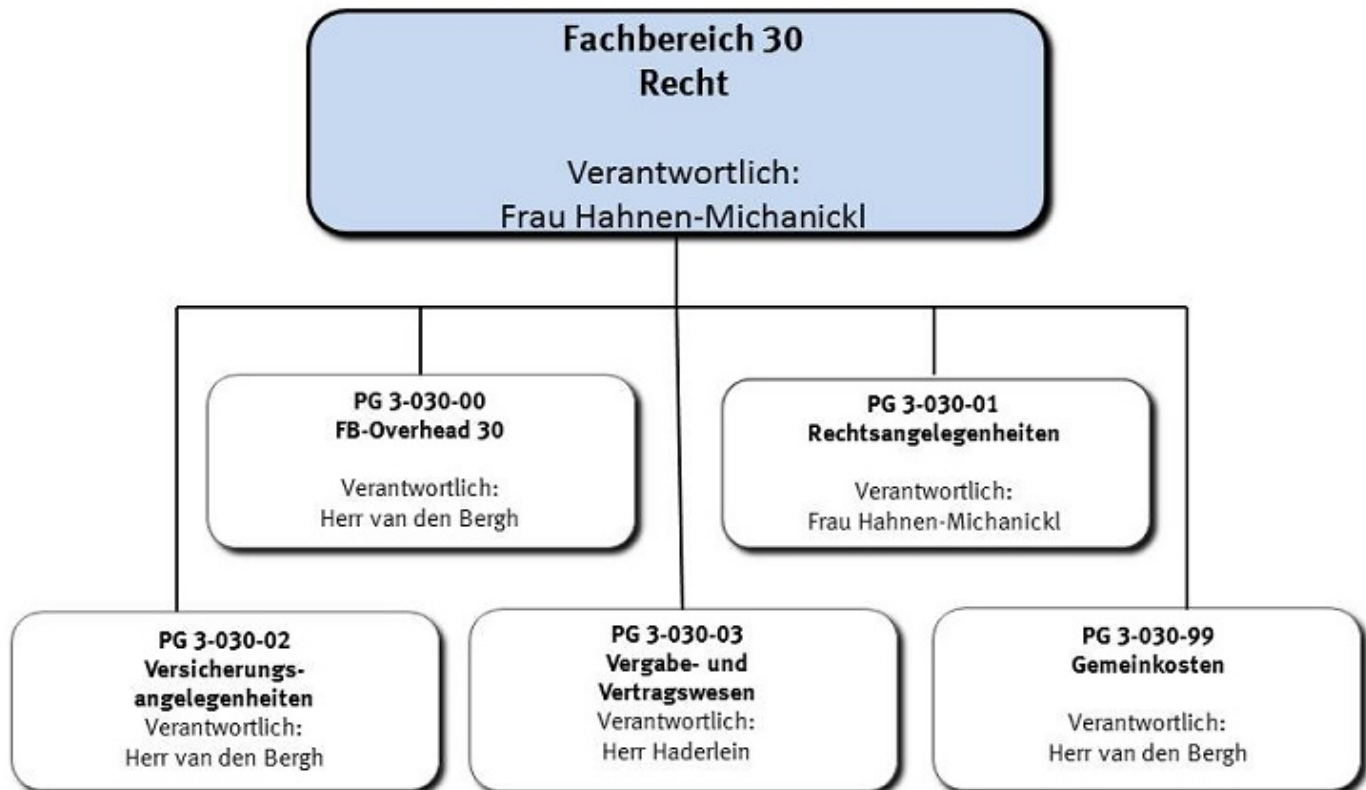 Fachbereich 30
Recht
Verantwortlich:
Frau Hahnen-Michanickl
PG 3-030-00
FB-Overhead 30
Verantwortlich:
Herr van den Bergh
PG 3-030-01
Rechtsangelegenheiten
Verantwortlich:
Frau Hahnen-Michanickl
PG 3-030-02
Versicherungs-
angelegenheiten
Verantwortlich:
Herr van den Bergh
PG 3-030-03
Vergabe- und
Vertragswesen
Verantwortlich:
Herr Haderlein
PG 3-030-99
Gemeinkosten
Verantwortlich:
Herr van den Bergh